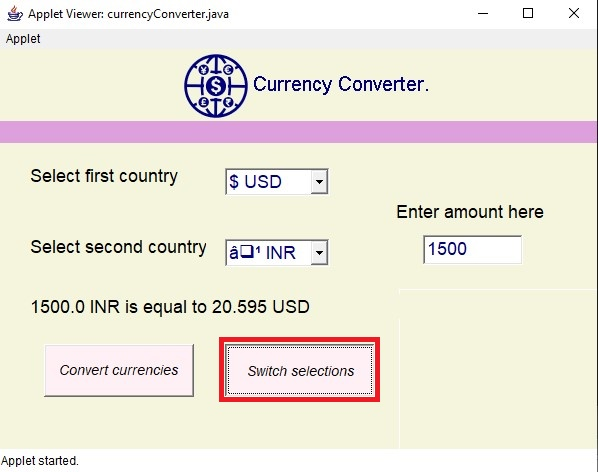 Applet Viewer: currencyConverter.java
Applet
Currency Converter.
Select first country
$ USD
Enter amount here
Select second country
â❑¹ INR
1500
1500.0 INR is equal to 20.595 USD
Convert currencies
Switch selections
Applet started.